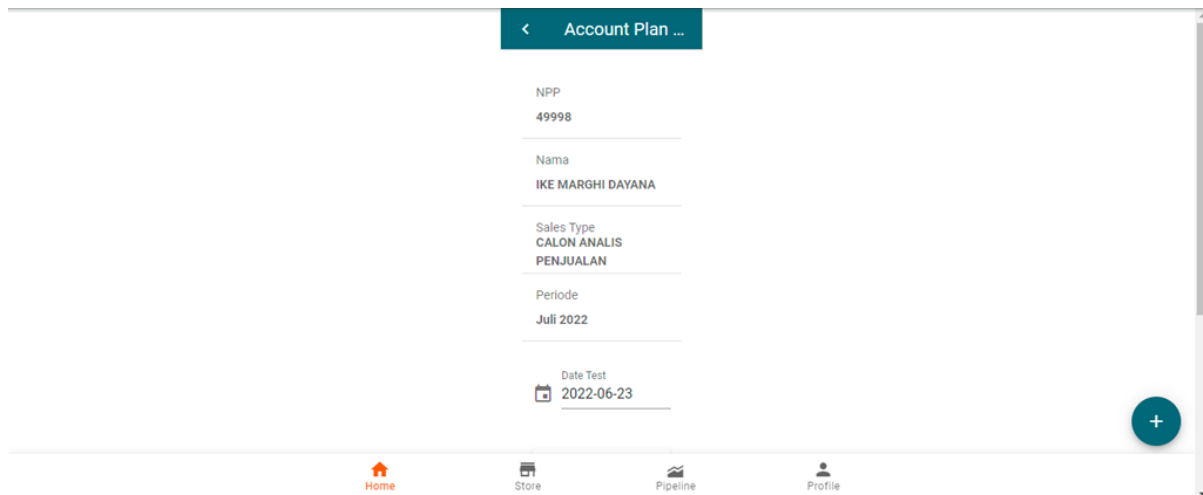 Account Plan ...
NPP
49998
Nama
IKE MARGHI DAYANA
Sales Type
CALON ANALIS
PENJUALAN
Periode
Juli 2022
Date Test
2022-06-23
+
Home Store Pipeline Profile